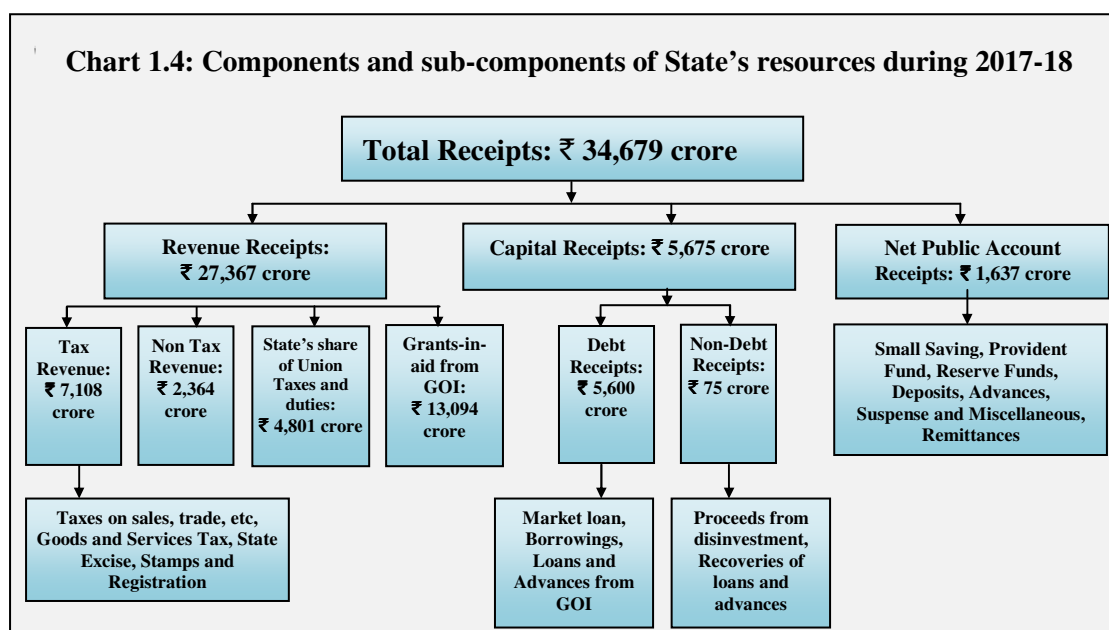 Chart 1.4: Components and sub-components of State’s resources during 2017-18
Total Receipts: ₹ 34,679 crore
Revenue Receipts:
₹ 27,367 crore
Capital Receipts: ₹ 5,675 crore
Net Public Account
Receipts: ₹ 1,637 crore
Tax
Revenue:
₹ 7,108
crore
Non Tax
Revenue:
₹ 2,364
crore
State’s share
of Union
Taxes and
duties:
₹ 4,801 crore
Grants-in-
aid from
GOI:
₹ 13,094
crore
Debt
Receipts:
₹ 5,600
crore
Non-Debt
Receipts:
₹ 75 crore
Small Saving, Provident
Fund, Reserve Funds,
Deposits, Advances,
Suspense and Miscellaneous,
Remittances
Taxes on sales, trade, etc,
Goods and Services Tax, State
Excise, Stamps and
Registration
Market loan,
Borrowings,
Loans and
Advances from
GOI
Proceeds from
disinvestment,
Recoveries of
loans and
advances